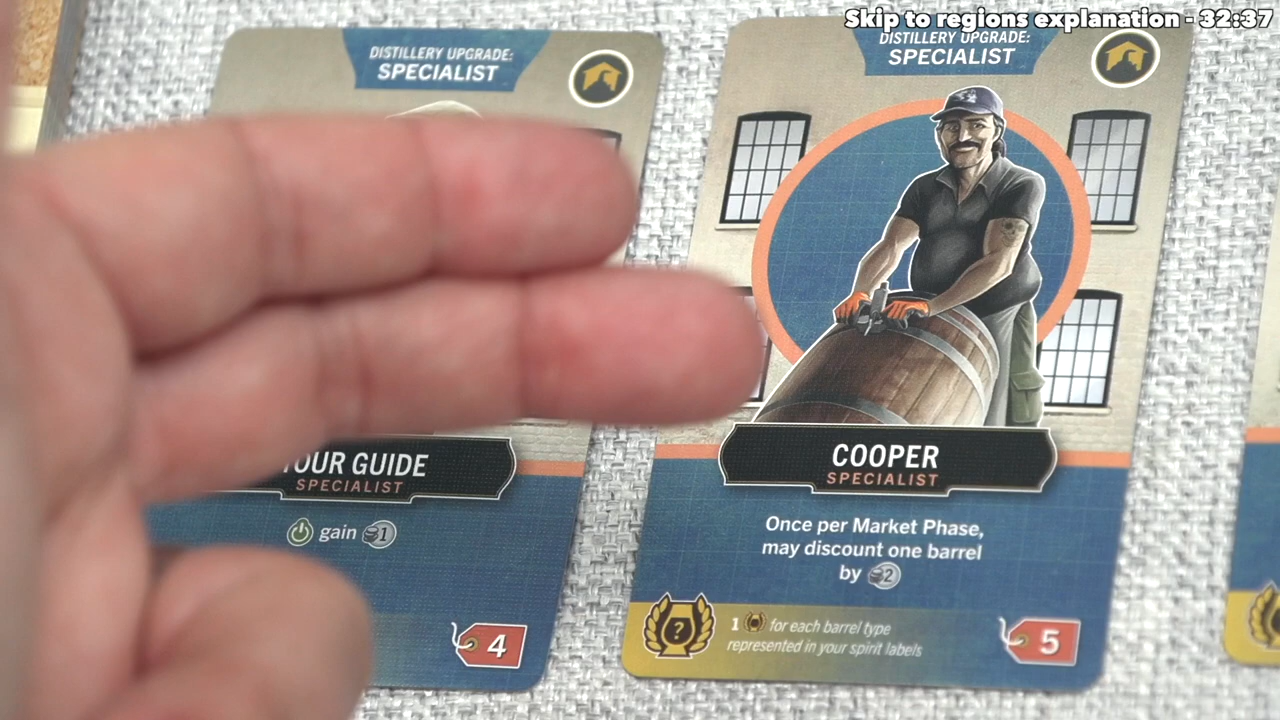 Skip to regions explanation - 32:37
DISTILLERY UPGRADE:
SPECIALIST
TOUR GUIDE
SPECIALIST
gain 1
4
DISTILLERY UPGRADE:
SPECIALIST
COOPER
SPECIALIST
Once per Market Phase,
may discount one barrel
by 2
?
1 for each barrel type
represented in your spirit labels
5